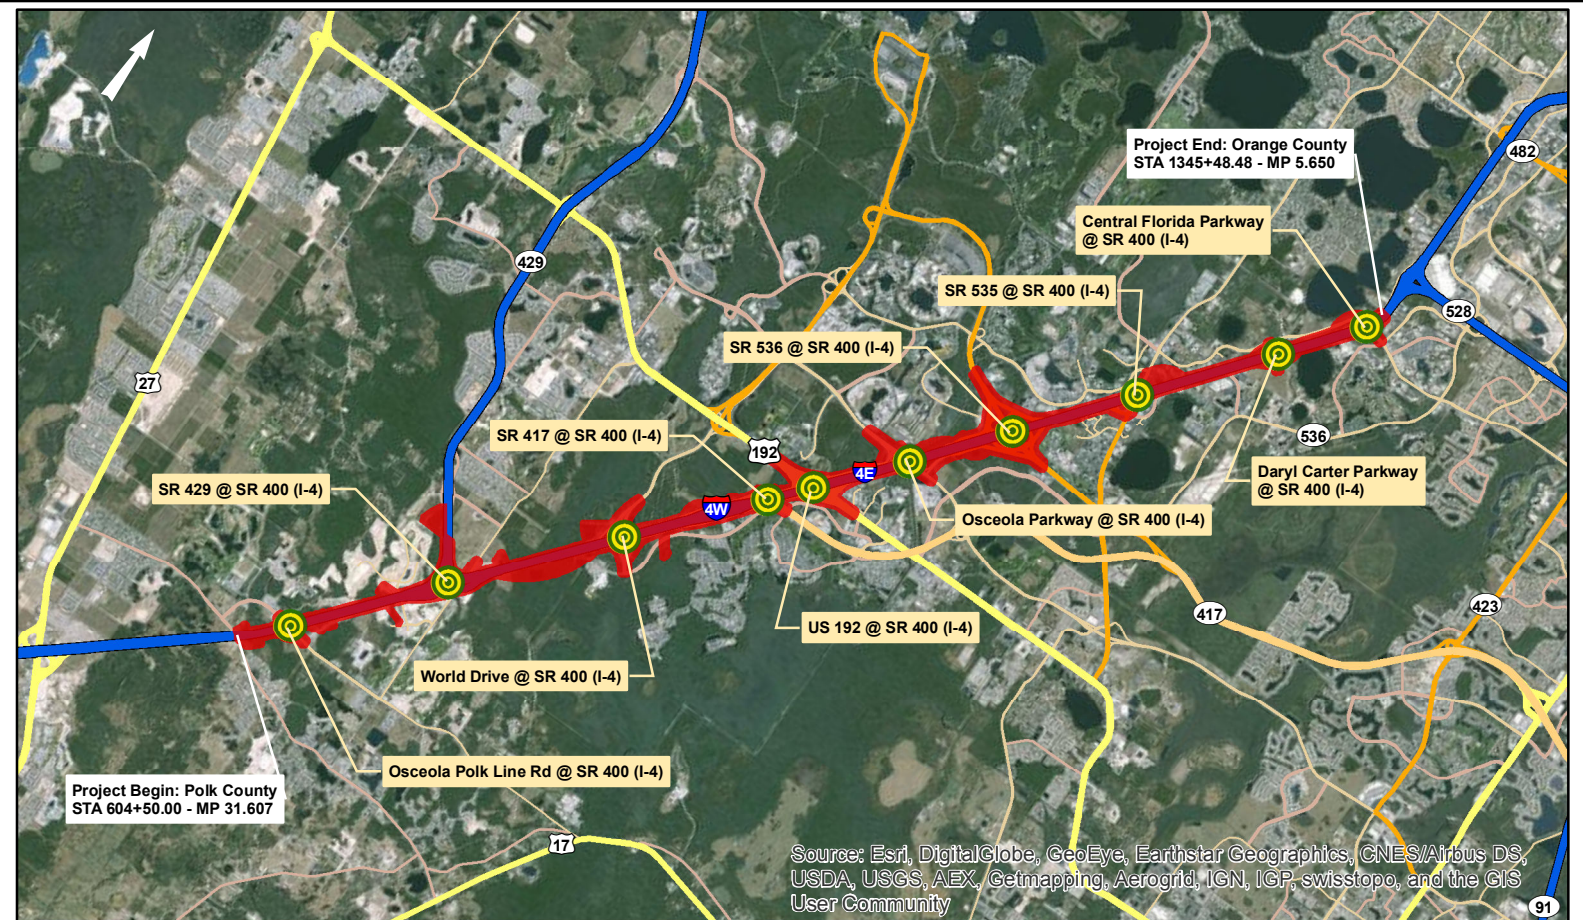 Project End: Orange County
STA 1345+48.48 - MP 5.650
482
Central Florida Parkway
@ SR 400 (I-4)
429
SR 535 @ SR 400 (I-4)
528
SR 536 @ SR 400 (I-4)
27
SR 417 @ SR 400 (I-4)
536
192
4E
Daryl Carter Parkway
@ SR 400 (I-4)
SR 429 @ SR 400 (I-4)
4W
Osceola Parkway @ SR 400 (I-4)
423
417
US 192 @ SR 400 (I-4)
World Drive @ SR 400 (I-4)
Osceola Polk Line Rd @ SR 400 (I-4)
Project Begin: Polk County
STA 604+50.00 - MP 31.607
17
Source: Esri, DigitalGlobe, GeoEye, Earthstar Geographics, CNES/Airbus DS,
USDA, USGS, AEX, Getmapping, Aerogrid, IGN, IGP, swisstopo, and the GIS
User Community
91